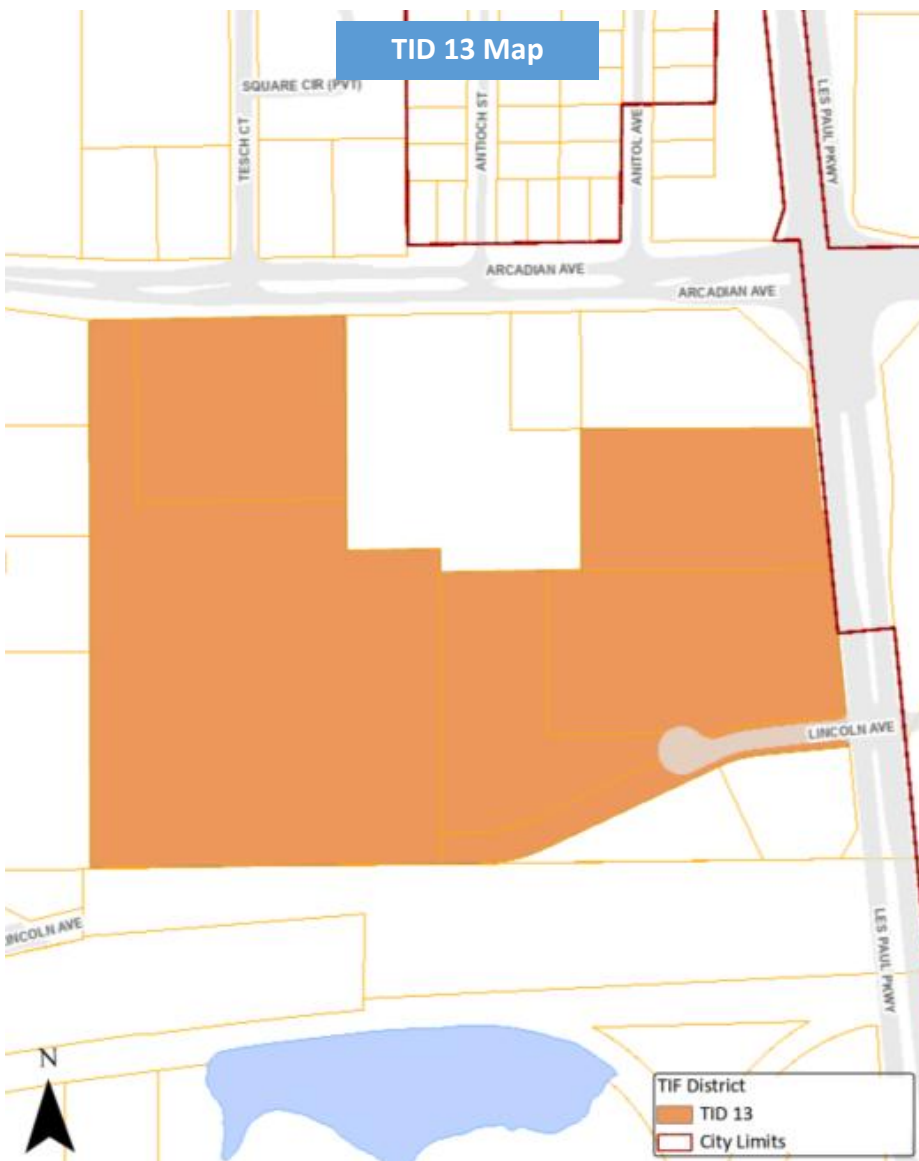 TID 13 Map
SQUARE CIR (PVT)
TESCH CT
ANTIOCH ST
ANITOL AVE
LES PAUL PKWY
ARCADIAN AVE
ARCADIAN AVE
LINCOLN AVE
INCOLN AVE
LES PAUL PKWY
N
TIF District
TID 13
City Limits